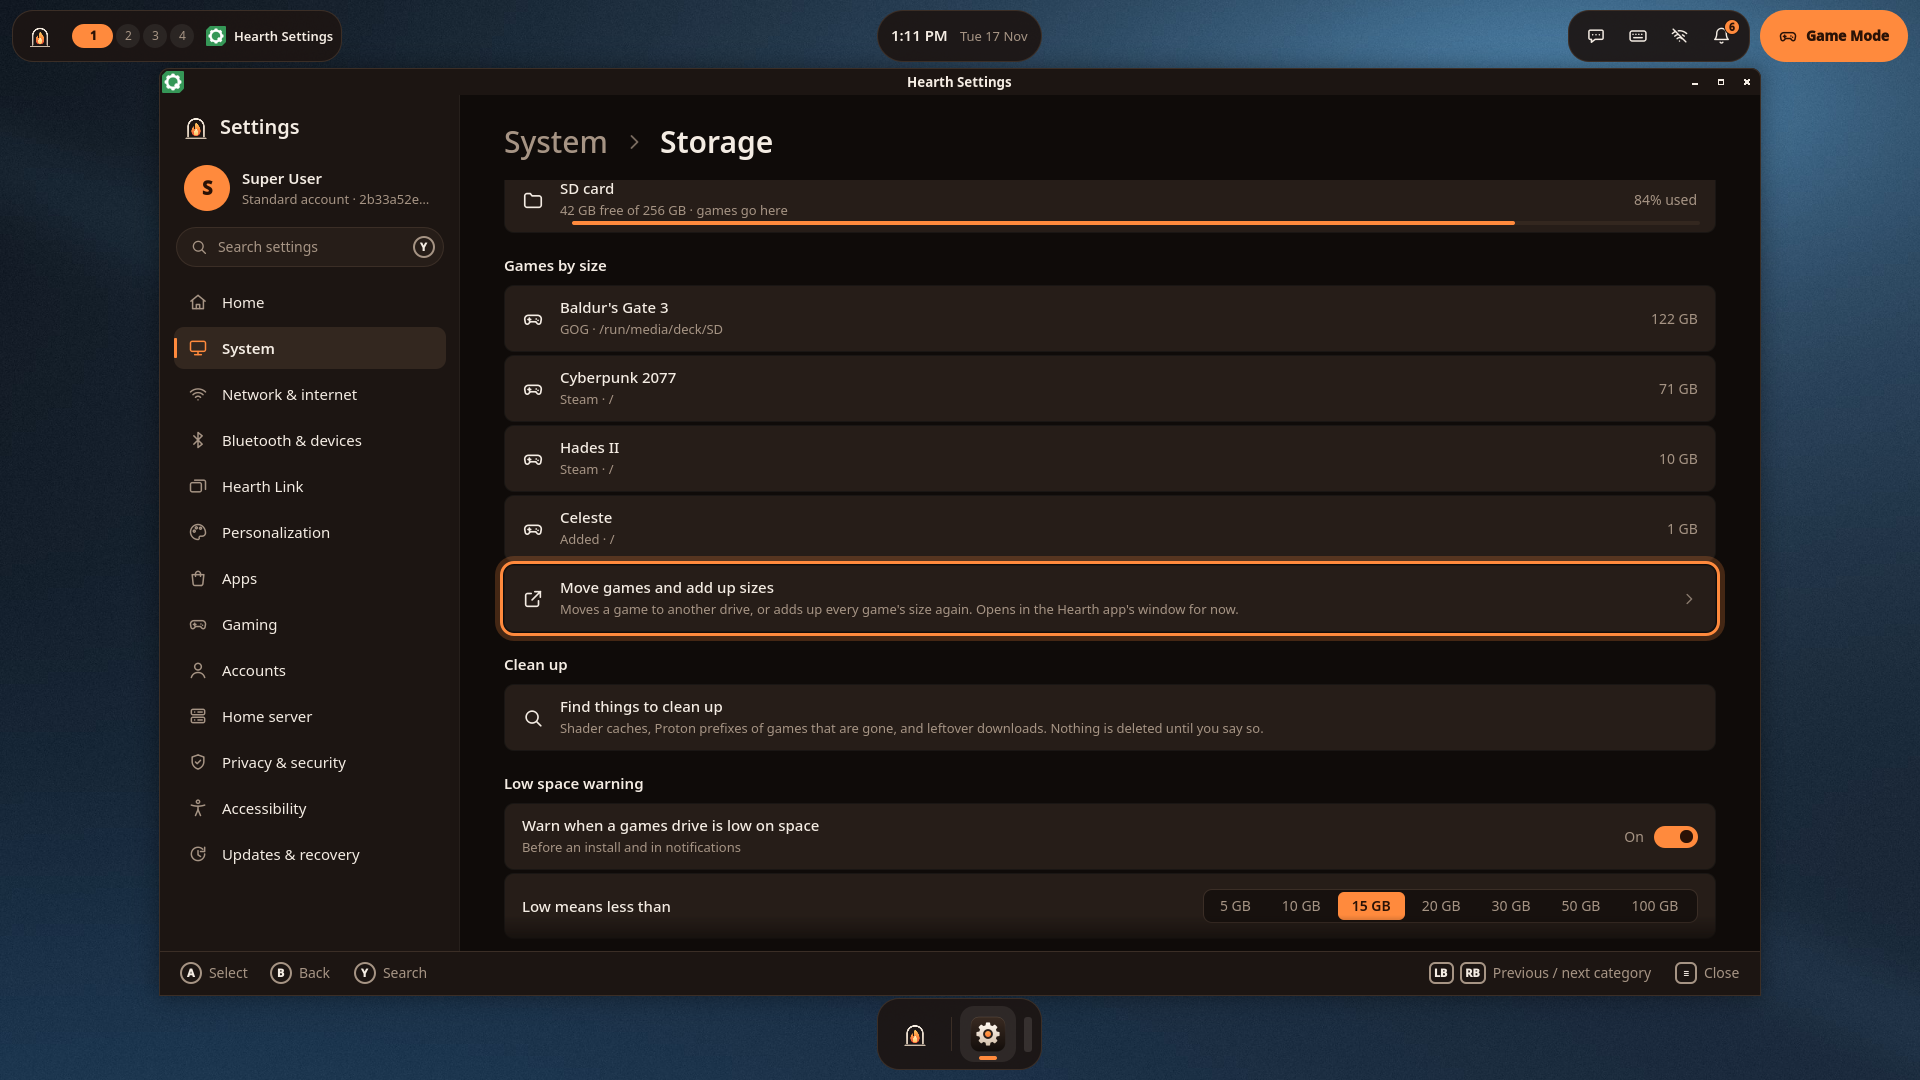 1 2 3 4 Hearth Settings
1:11 PM Tue 17 Nov
6
Game Mode
Hearth Settings
Settings
S
Super User
Standard account · 2b33a52e...
Search settings Y
Home
System
Network & internet
Bluetooth & devices
Hearth Link
Personalization
Apps
Gaming
Accounts
Home server
Privacy & security
Accessibility
Updates & recovery
System > Storage
SD card
42 GB free of 256 GB · games go here
84% used
Games by size
Baldur's Gate 3
GOG · /run/media/deck/SD
122 GB
Cyberpunk 2077
Steam · /
71 GB
Hades II
Steam · /
10 GB
Celeste
Added · /
1 GB
Move games and add up sizes
Moves a game to another drive, or adds up every game's size again. Opens in the Hearth app's window for now.
Clean up
Find things to clean up
Shader caches, Proton prefixes of games that are gone, and leftover downloads. Nothing is deleted until you say so.
Low space warning
Warn when a games drive is low on space
Before an install and in notifications
On
Low means less than
5 GB 10 GB 15 GB 20 GB 30 GB 50 GB 100 GB
A Select B Back Y Search
LB RB Previous / next category ≡ Close